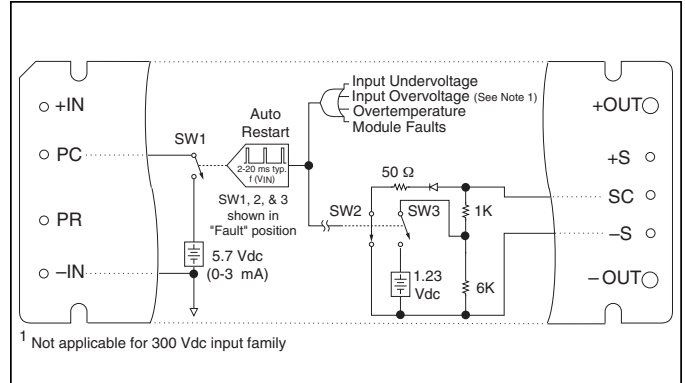 +IN
PC
PR
–IN
SW1
Auto
Restart
2-20 ms typ.
f (VIN)
SW1, 2, & 3
shown in
"Fault" position
5.7 Vdc
(0-3 mA)
Input Undervoltage
Input Overvoltage (See Note 1)
Overtemperature
Module Faults
50 Ω
SW2
SW3
1K
1.23
Vdc
6K
+OUT
+S
SC
–S
–OUT
1 Not applicable for 300 Vdc input family